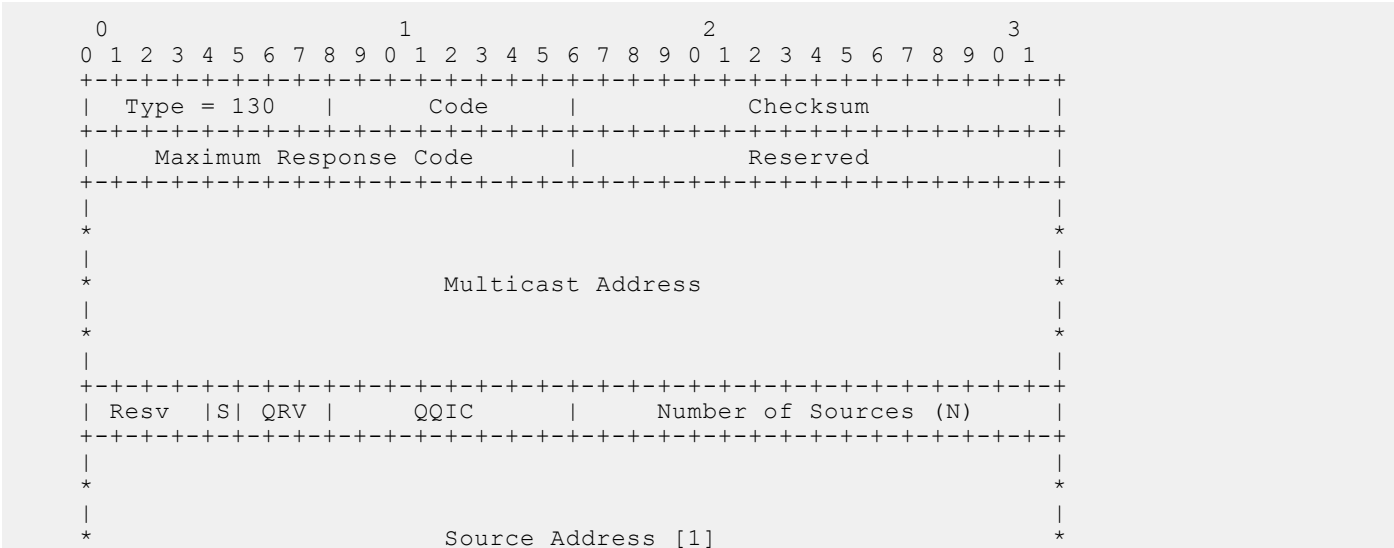 0                   1                   2                   3
    0 1 2 3 4 5 6 7 8 9 0 1 2 3 4 5 6 7 8 9 0 1 2 3 4 5 6 7 8 9 0 1
    +-+-+-+-+-+-+-+-+-+-+-+-+-+-+-+-+-+-+-+-+-+-+-+-+-+-+-+-+-+-+-+-+
    |  Type = 130   |      Code     |           Checksum            |
    +-+-+-+-+-+-+-+-+-+-+-+-+-+-+-+-+-+-+-+-+-+-+-+-+-+-+-+-+-+-+-+-+
    |    Maximum Response Code      |           Reserved            |
    +-+-+-+-+-+-+-+-+-+-+-+-+-+-+-+-+-+-+-+-+-+-+-+-+-+-+-+-+-+-+-+-+
    |                                                               |
    *                                                               *
    |                                                               |
    *                       Multicast Address                       *
    |                                                               |
    *                                                               *
    |                                                               |
    +-+-+-+-+-+-+-+-+-+-+-+-+-+-+-+-+-+-+-+-+-+-+-+-+-+-+-+-+-+-+-+-+
    | Resv  |S| QRV |     QQIC      |     Number of Sources (N)     |
    +-+-+-+-+-+-+-+-+-+-+-+-+-+-+-+-+-+-+-+-+-+-+-+-+-+-+-+-+-+-+-+-+
    |                                                               |
    *                                                               *
    |                                                               |
    *                       Source Address [1]                      *